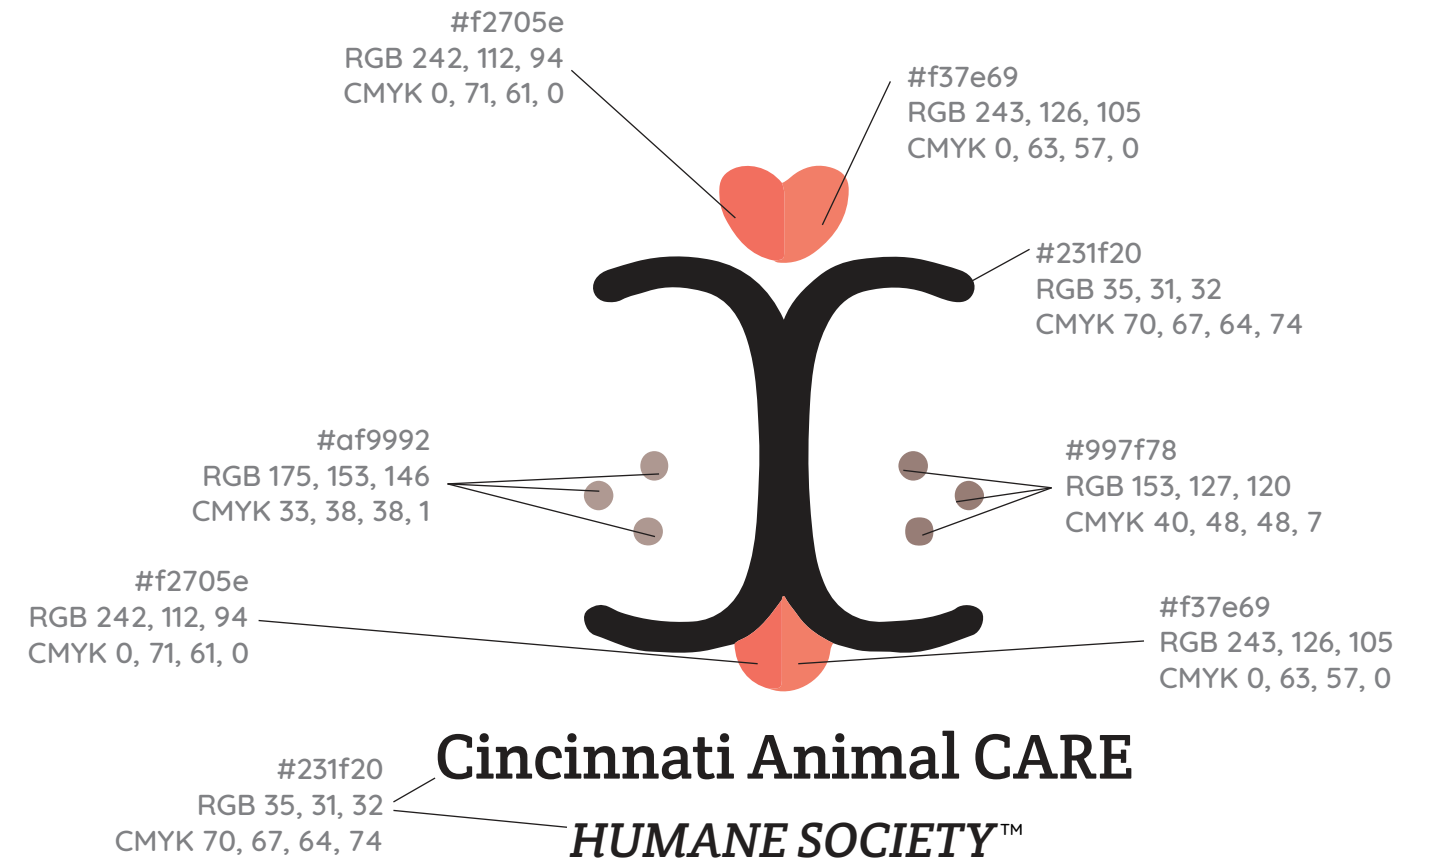 #f2705e
RGB 242, 112, 94
CMYK 0, 71, 61, 0
#f37e69
RGB 243, 126, 105
CMYK 0, 63, 57, 0
#231f20
RGB 35, 31, 32
CMYK 70, 67, 64, 74
#af9992
RGB 175, 153, 146
CMYK 33, 38, 38, 1
#997f78
RGB 153, 127, 120
CMYK 40, 48, 48, 7
#f2705e
RGB 242, 112, 94
CMYK 0, 71, 61, 0
#f37e69
RGB 243, 126, 105
CMYK 0, 63, 57, 0
Cincinnati Animal CARE
#231f20
RGB 35, 31, 32
CMYK 70, 67, 64, 74
HUMANE SOCIETY™